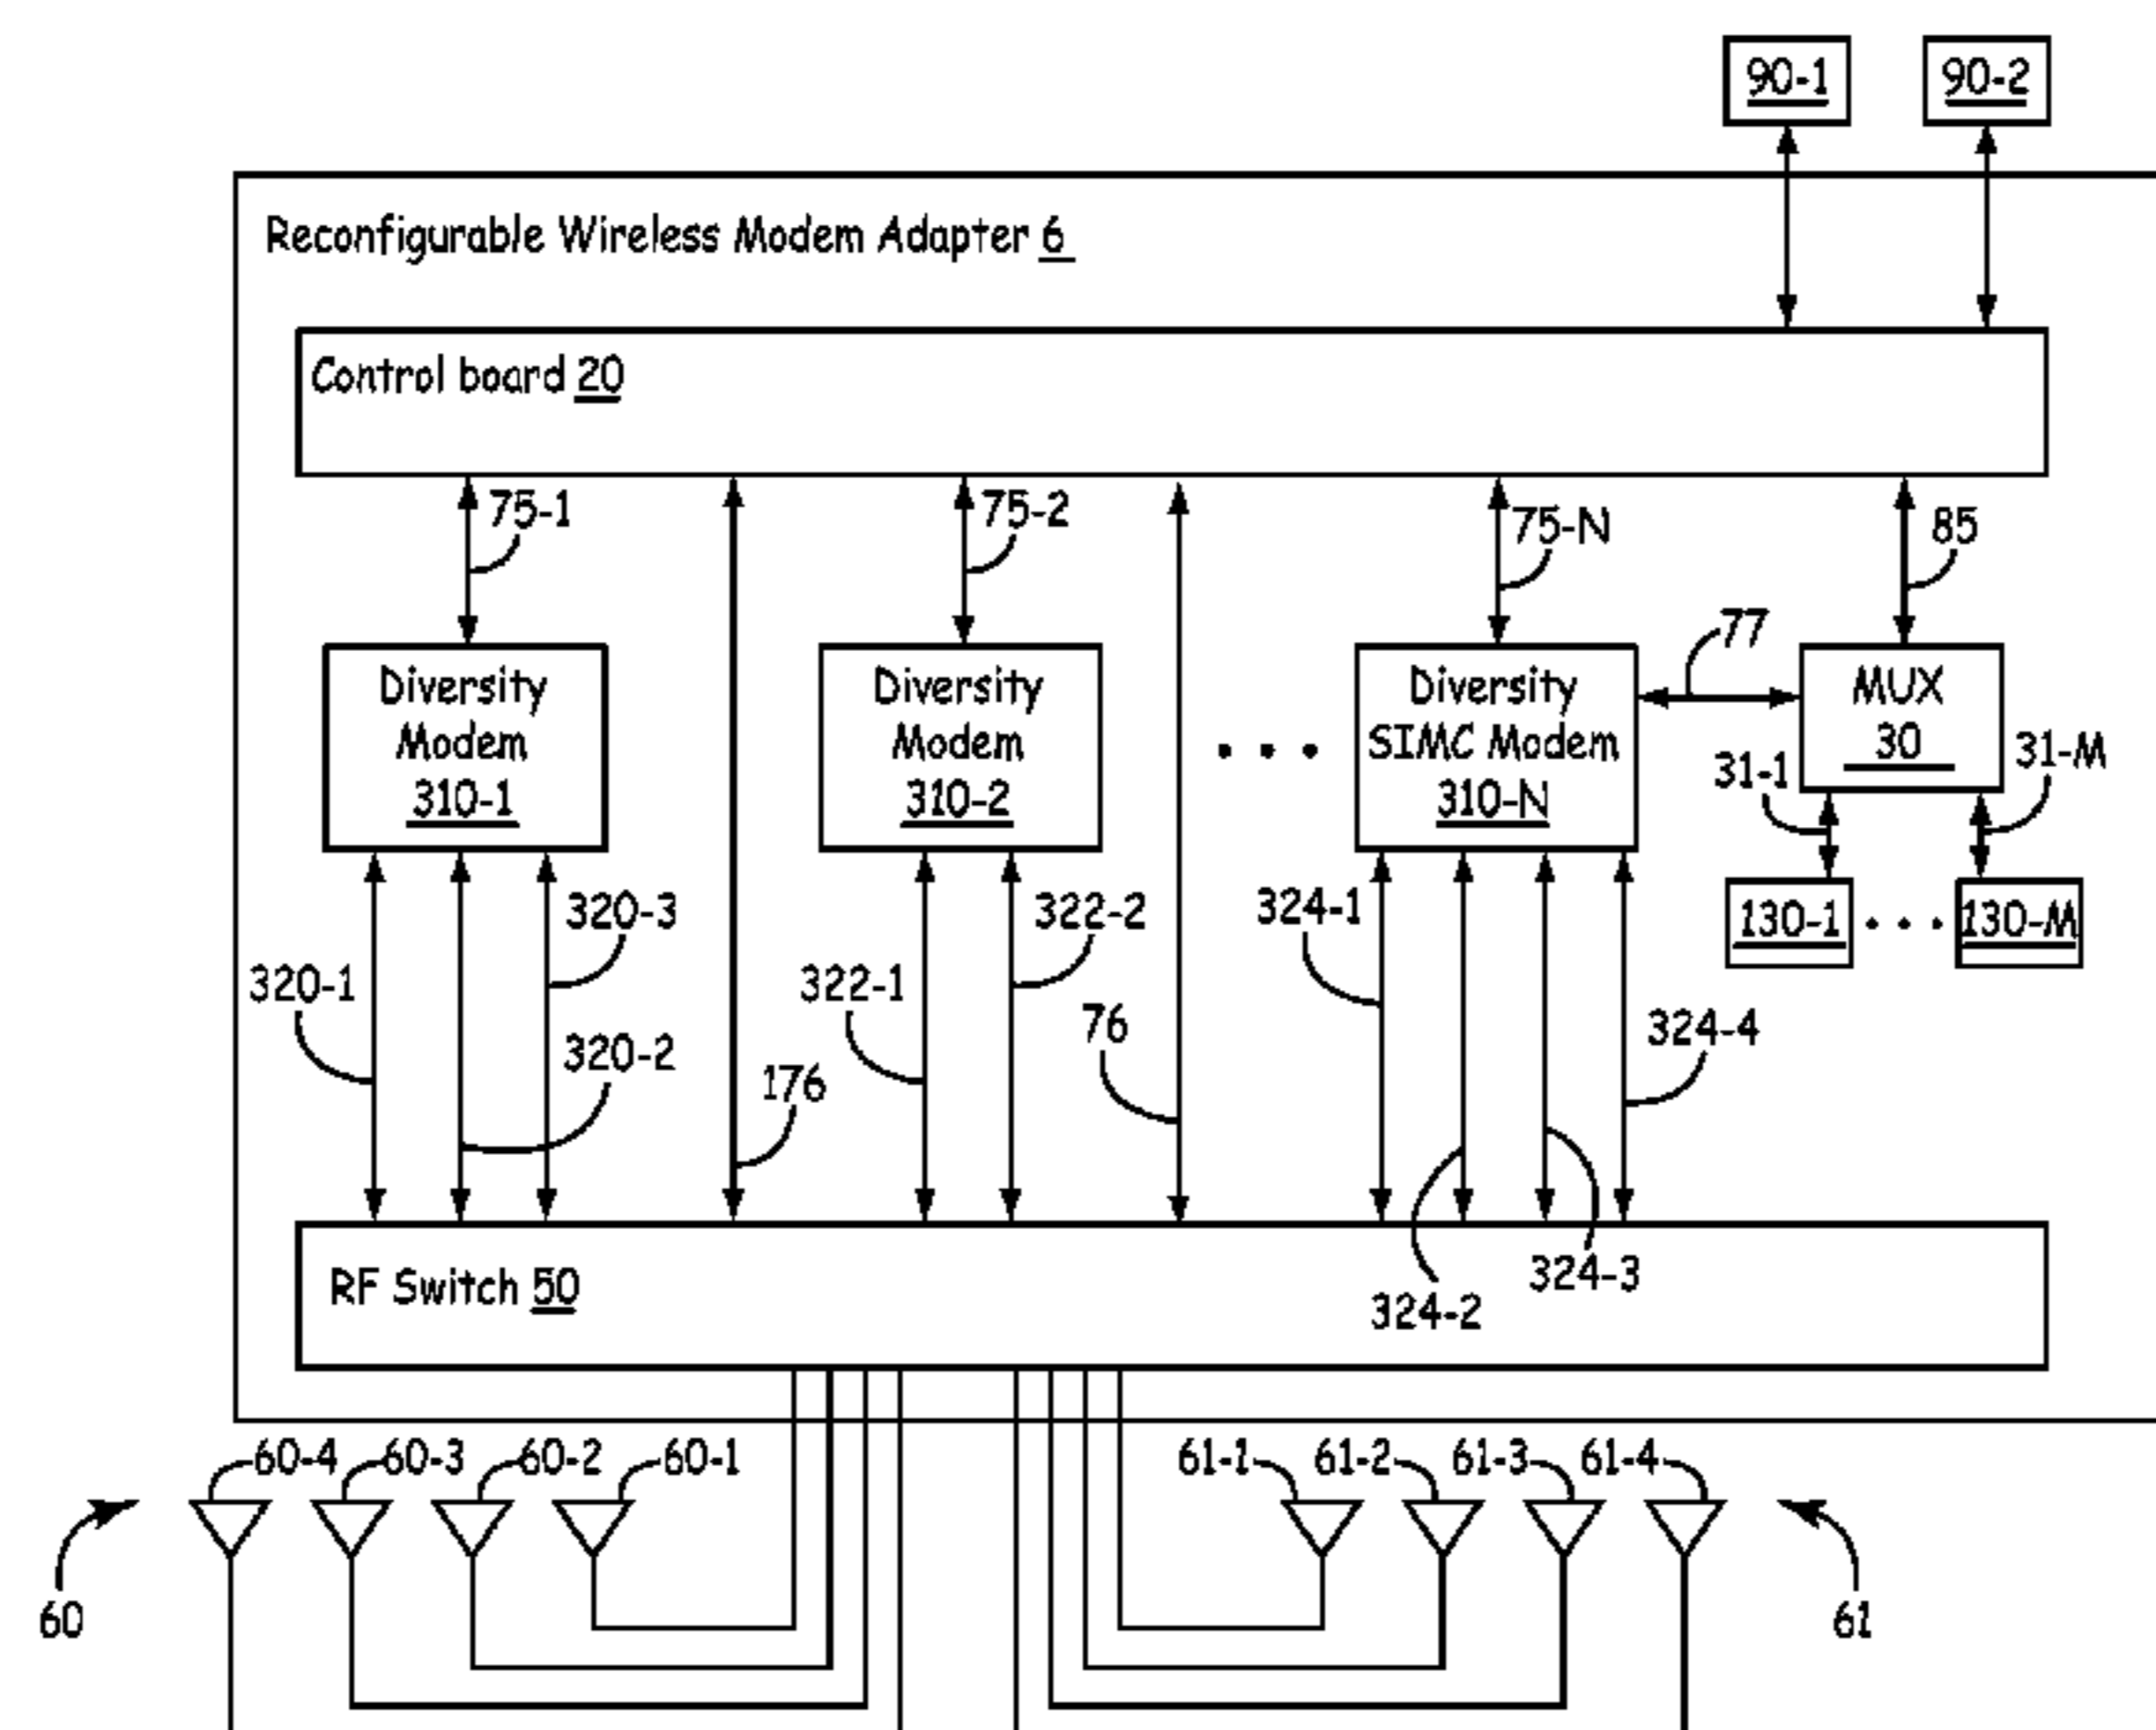 90-1
90-2
Reconfigurable Wireless Modem Adapter 6
Control board 20
75-1
75-2
75-N
85
77
Diversity
Modem
310-1
Diversity
Modem
310-2
Diversity
SIMC Modem
310-N
MUX
30
31-1
31-M
130-1
130-M
320-3
322-2
324-1
320-1
322-1
76
324-4
320-2
176
RF Switch 50
324-3
324-2
60-4
60-3
60-2
60-1
61-1
61-2
61-3
61-4
60
61